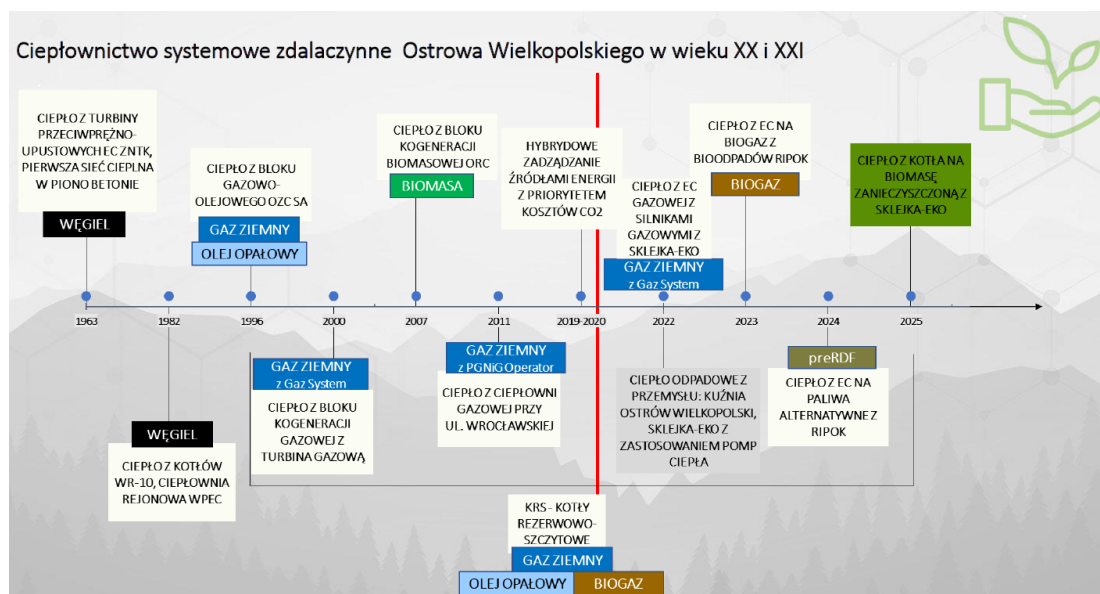 Ciepłownictwo systemowe zdalaczynne Ostrowa Wielkopolskiego w wieku XX i XXI
CIEPŁO Z TURBINY
PRZECIWPRĘŻNO-
UPUSTOWYCH EC ZNTK,
PIERWSZA SIEĆ CIEPLNA
W PIONO BETONIE
WĘGIEL
CIEPŁO Z BLOKU
GAZOWO-
OLEJOWEGO OZC SA
GAZ ZIEMNY
OLEJ OPAŁOWY
CIEPŁO Z BLOKU
KOGENERACJI
BIOMASOWEJ ORC
BIOMASA
HYBRYDOWE
ZADZĄDZANIE
ŹRÓDŁAMI ENERGII
Z PRIORYTETEM
KOSZTÓW CO2
CIEPŁO Z EC
GAZOWEJ Z
SILNIKAMI
GAZOWYMI Z
SKLEJKA-EKO
GAZ ZIEMNY
z Gaz System
CIEPŁO Z EC NA
BIOGAZ Z
BIOODPADÓW RIPOK
BIOGAZ
CIEPŁO Z KOTŁA NA
BIOMASĘ
ZANIECZYSZCZONĄ Z
SKLEJKA-EKO
1963
1982
1996
2000
2007
2011
2019-2020
2022
2023
2024
2025
WĘGIEL
CIEPŁO Z KOTŁÓW
WR-10, CIEPŁOWNIA
REJONOWA WPEC
GAZ ZIEMNY
z Gaz System
CIEPŁO Z BLOKU
KOGENERACJI
GAZOWEJ Z
TURBINA GAZOWĄ
GAZ ZIEMNY
z PGNiG Operator
CIEPŁO Z CIEPŁOWNI
GAZOWEJ PRZY
UL. WROCŁAWSKIEJ
CIEPŁO ODPADOWE Z
PRZEMYSŁU: KUŹNIA
OSTRÓW WIELKOPOLSKI,
SKLEJKA-EKO Z
ZASTOSOWANIEM POMP
CIEPŁA
preRDF
CIEPŁO Z EC NA
PALIWA
ALTERNATYWNE Z
RIPOK
KRS - KOTŁY
REZERWOWO-
SZCZYTOWE
GAZ ZIEMNY
OLEJ OPAŁOWY
BIOGAZ